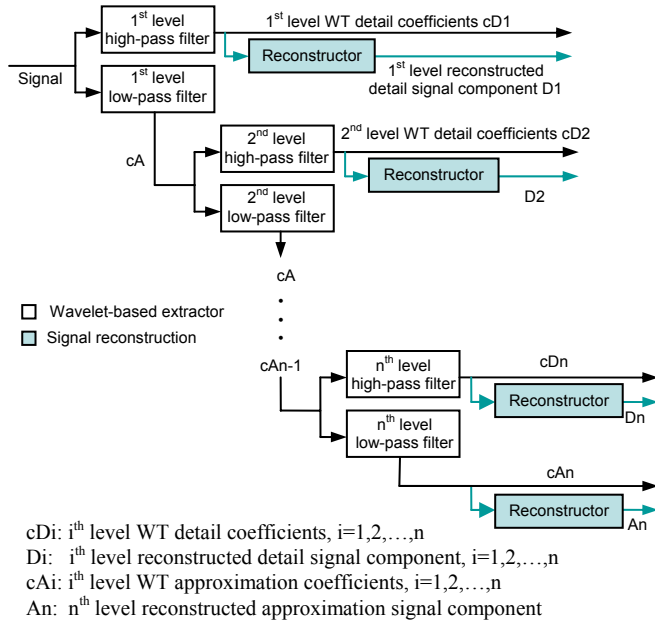 1st level
high-pass filter
1st level WT detail coefficients cD1
Reconstructor
Signal
1st level
low-pass filter
1st level reconstructed
detail signal component D1
cA
2nd level
high-pass filter
2nd level WT detail coefficients cD2
Reconstructor
D2
2nd level
low-pass filter
cA
Wavelet-based extractor
Signal reconstruction
cAn-1
nth level
high-pass filter
cDn
Reconstructor
Dn
nth level
low-pass filter
cAn
Reconstructor
An
cDi: ith level WT detail coefficients, i=1,2,…,n
Di: ith level reconstructed detail signal component, i=1,2,…,n
cAi: ith level WT approximation coefficients, i=1,2,…,n
An: nth level reconstructed approximation signal component